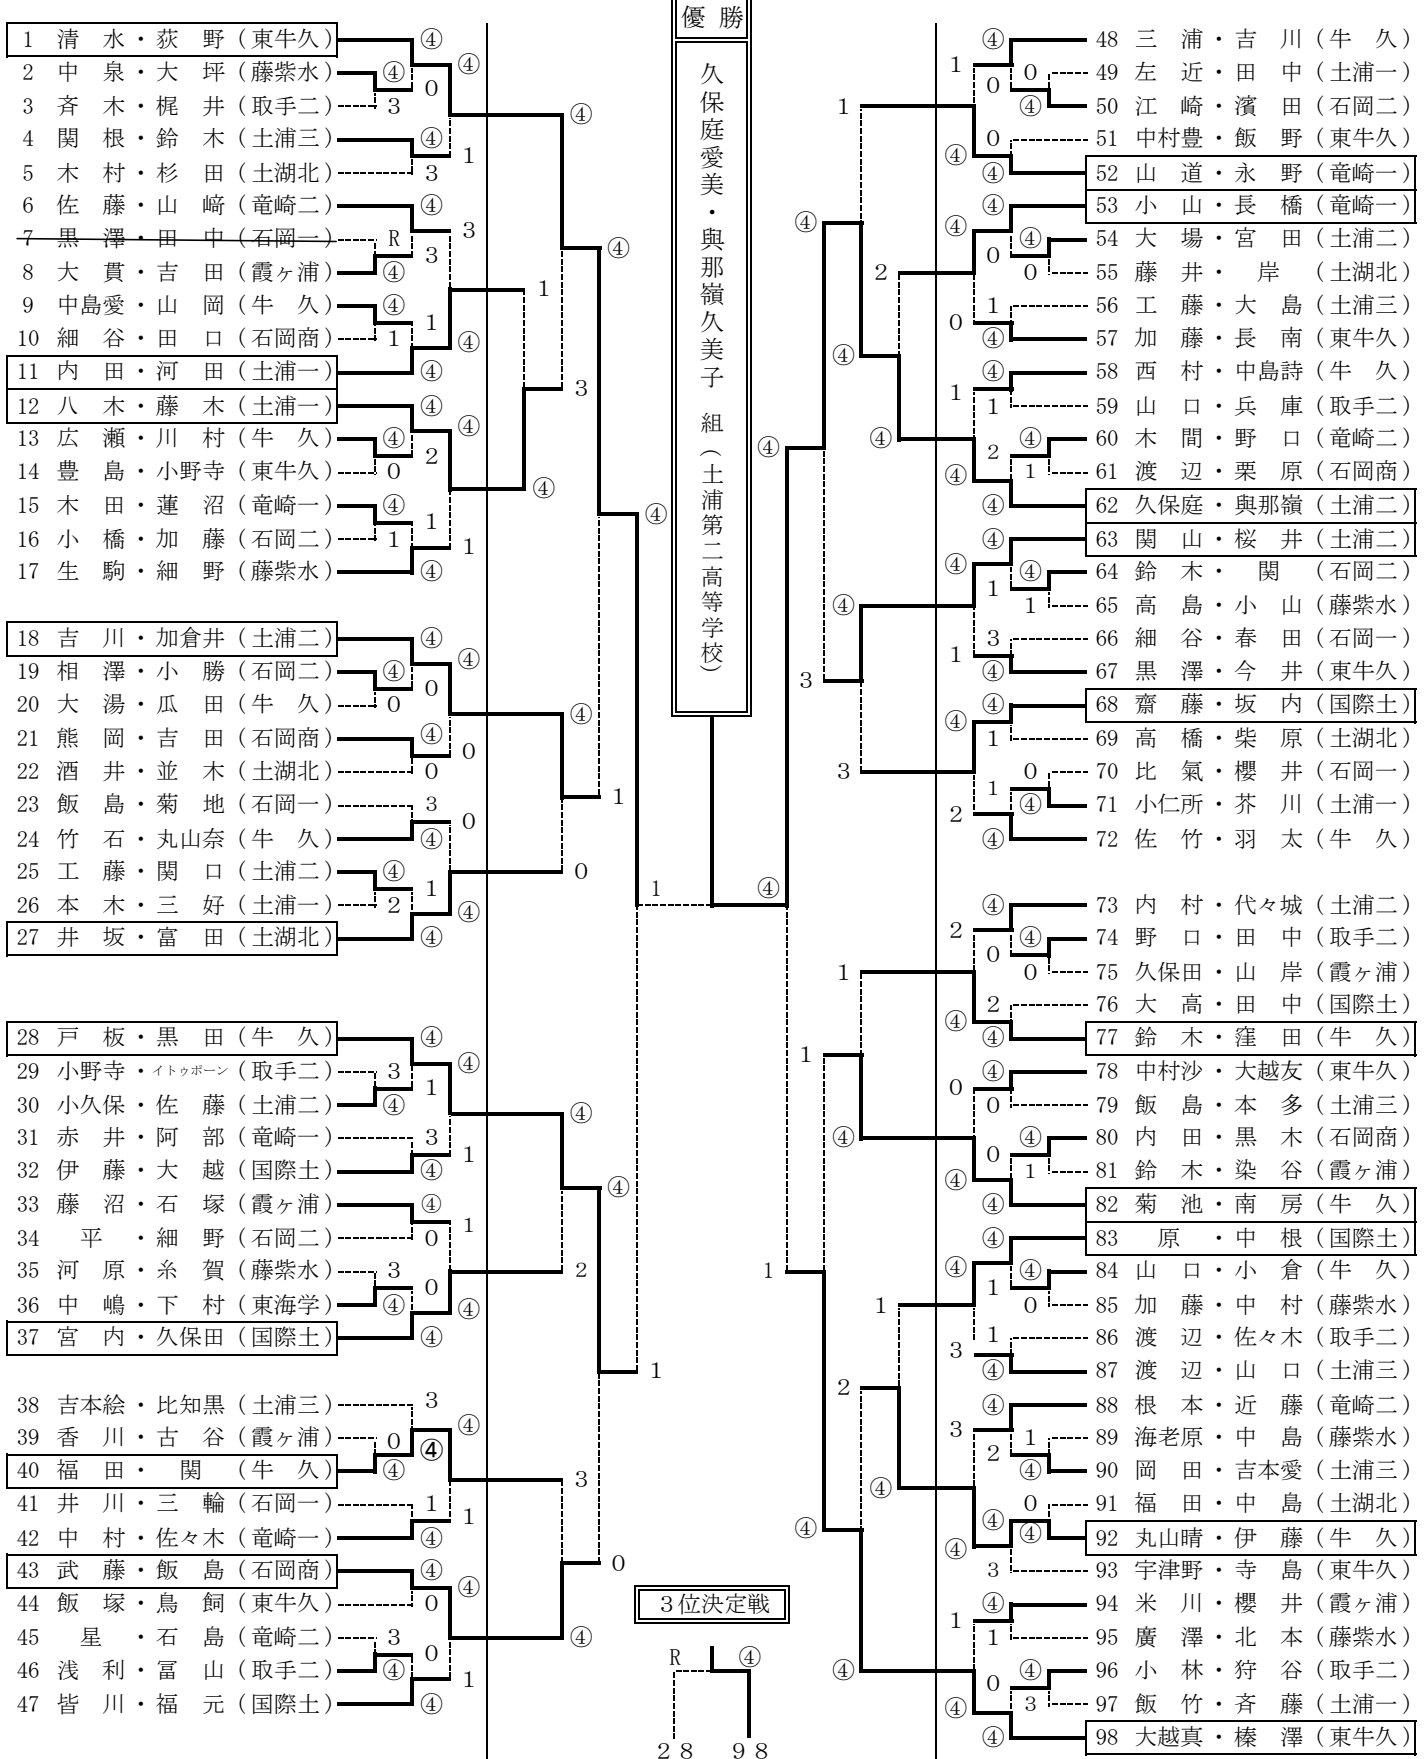 優 勝
久保庭愛美・與那嶺久美子 組(土浦第二高等学校)
1 清 水・荻 野(東牛久)
2 中 泉・大 坪(藤紫水)
3 斉 木・梶 井(取手二)
4 関 根・鈴 木(土浦三)
5 木 村・杉 田(土湖北)
6 佐 藤・山 﨑(竜崎二)
7 黒 澤・田 中(石岡一)
8 大 貫・吉 田(霞ヶ浦)
9 中島愛・山 岡(牛 久)
10 細 谷・田 口(石岡商)
11 内 田・河 田(土浦一)
12 八 木・藤 木(土浦一)
13 広 瀬・川 村(牛 久)
14 豊 島・小野寺(東牛久)
15 木 田・蓮 沼(竜崎一)
16 小 橋・加 藤(石岡二)
17 生 駒・細 野(藤紫水)
18 吉 川・加倉井(土浦二)
19 相 澤・小 勝(石岡二)
20 大 湯・瓜 田(牛 久)
21 熊 岡・吉 田(石岡商)
22 酒 井・並 木(土湖北)
23 飯 島・菊 地(石岡一)
24 竹 石・丸山奈(牛 久)
25 工 藤・関 口(土浦二)
26 本 木・三 好(土浦一)
27 井 坂・富 田(土湖北)
28 戸 板・黒 田(牛 久)
29 小野寺・イトゥボーン(取手二)
30 小久保・佐 藤(土浦二)
31 赤 井・阿 部(竜崎一)
32 伊 藤・大 越(国際土)
33 藤 沼・石 塚(霞ヶ浦)
34 平 ・細 野(石岡二)
35 河 原・糸 賀(藤紫水)
36 中 嶋・下 村(東海学)
37 宮 内・久保田(国際土)
38 吉本絵・比知黒(土浦三)
39 香 川・古 谷(霞ヶ浦)
40 福 田・ 関 (牛 久)
41 井 川・三 輪(石岡一)
42 中 村・佐々木(竜崎一)
43 武 藤・飯 島(石岡商)
44 飯 塚・鳥 飼(東牛久)
45 星 ・石 島(竜崎二)
46 浅 利・冨 山(取手二)
47 皆 川・福 元(国際土)
48 三 浦・吉 川(牛 久)
49 左 近・田 中(土浦一)
50 江 崎・濱 田(石岡二)
51 中村豊・飯 野(東牛久)
52 山 道・永 野(竜崎一)
53 小 山・長 橋(竜崎一)
54 大 場・宮 田(土浦二)
55 藤 井・ 岸 (土湖北)
56 工 藤・大 島(土浦三)
57 加 藤・長 南(東牛久)
58 西 村・中島詩(牛 久)
59 山 口・兵 庫(取手二)
60 木 間・野 口(竜崎二)
61 渡 辺・栗 原(石岡商)
62 久保庭・與那嶺(土浦二)
63 関 山・桜 井(土浦二)
64 鈴 木・ 関 (石岡二)
65 高 島・小 山(藤紫水)
66 細 谷・春 田(石岡一)
67 黒 澤・今 井(東牛久)
68 齋 藤・坂 内(国際土)
69 高 橋・柴 原(土湖北)
70 比 氣・櫻 井(石岡一)
71 小仁所・芥 川(土浦一)
72 佐 竹・羽 太(牛 久)
73 内 村・代々城(土浦二)
74 野 口・田 中(取手二)
75 久保田・山 岸(霞ヶ浦)
76 大 高・田 中(国際土)
77 鈴 木・窪 田(牛 久)
78 中村沙・大越友(東牛久)
79 飯 島・本 多(土浦三)
80 内 田・黒 木(石岡商)
81 鈴 木・染 谷(霞ヶ浦)
82 菊 池・南 房(牛 久)
83 原 ・中 根(国際土)
84 山 口・小 倉(牛 久)
85 加 藤・中 村(藤紫水)
86 渡 辺・佐々木(取手二)
87 渡 辺・山 口(土浦三)
88 根 本・近 藤(竜崎二)
89 海老原・中 島(藤紫水)
90 岡 田・吉本愛(土浦三)
91 福 田・中 島(土湖北)
92 丸山晴・伊 藤(牛 久)
93 宇津野・寺 島(東牛久)
94 米 川・櫻 井(霞ヶ浦)
95 廣 澤・北 本(藤紫水)
96 小 林・狩 谷(取手二)
97 飯 竹・斉 藤(土浦一)
98 大越真・榛 澤(東牛久)
3位決定戦
R ④
28 98